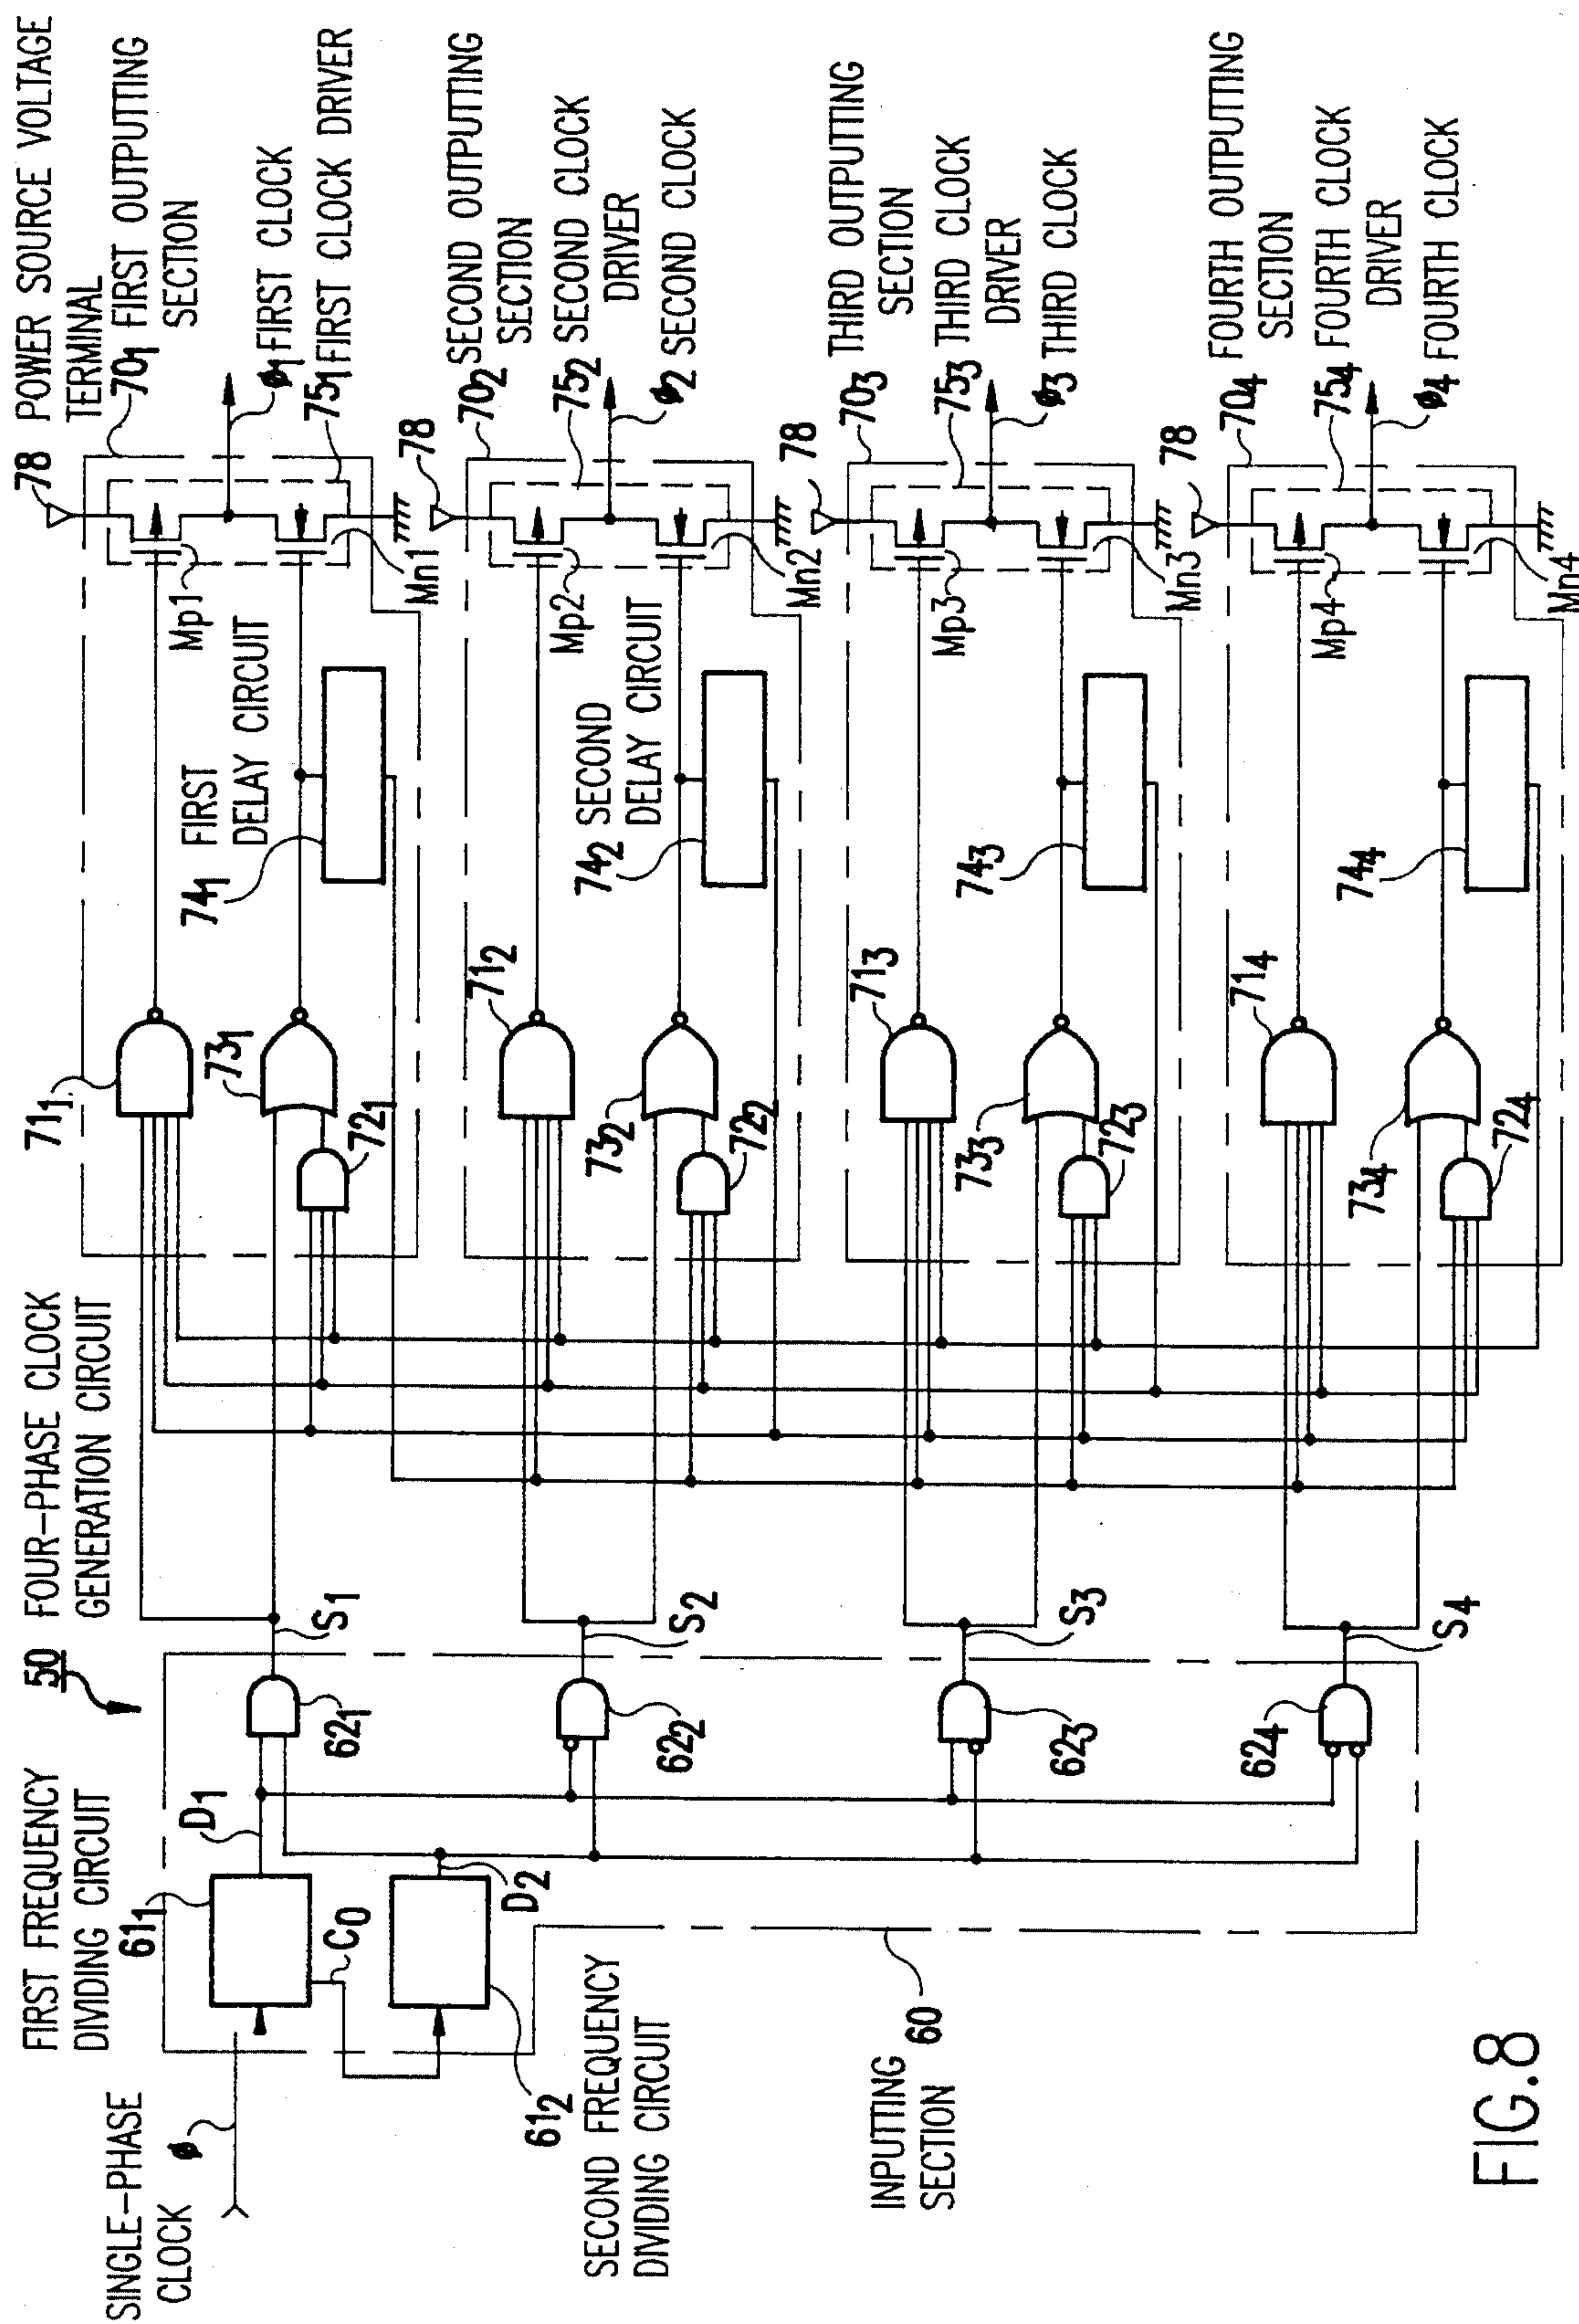 50 FOUR-PHASE CLOCK
GENERATION CIRCUIT
SINGLE-PHASE
CLOCK
ø
FIRST FREQUENCY
DIVIDING CIRCUIT
61₁
D₁
C₀
D₂
61₂
SECOND FREQUENCY
DIVIDING CIRCUIT
INPUTTING
SECTION
60
62₁
62₂
62₃
62₄
S₁
S₂
S₃
S₄
71₁
73₁
72₁
74₁ FIRST
DELAY CIRCUIT
Mp1
Mn1
78 POWER SOURCE VOLTAGE
TERMINAL
70₁ FIRST OUTPUTTING
SECTION
ø₁ FIRST CLOCK
75₁ FIRST CLOCK DRIVER
71₂
73₂
72₂
74₂ SECOND
DELAY CIRCUIT
Mp2
Mn2
78
70₂ SECOND OUTPUTTING
SECTION
75₂ SECOND CLOCK
DRIVER
ø₂ SECOND CLOCK
71₃
73₃
72₃
74₃
Mp3
Mn3
78
70₃ THIRD OUTPUTTING
SECTION
75₃ THIRD CLOCK
DRIVER
ø₃ THIRD CLOCK
71₄
73₄
72₄
74₄
Mp4
Mn4
78
70₄ FOURTH OUTPUTTING
SECTION
75₄ FOURTH CLOCK
DRIVER
ø₄ FOURTH CLOCK
FIG.8